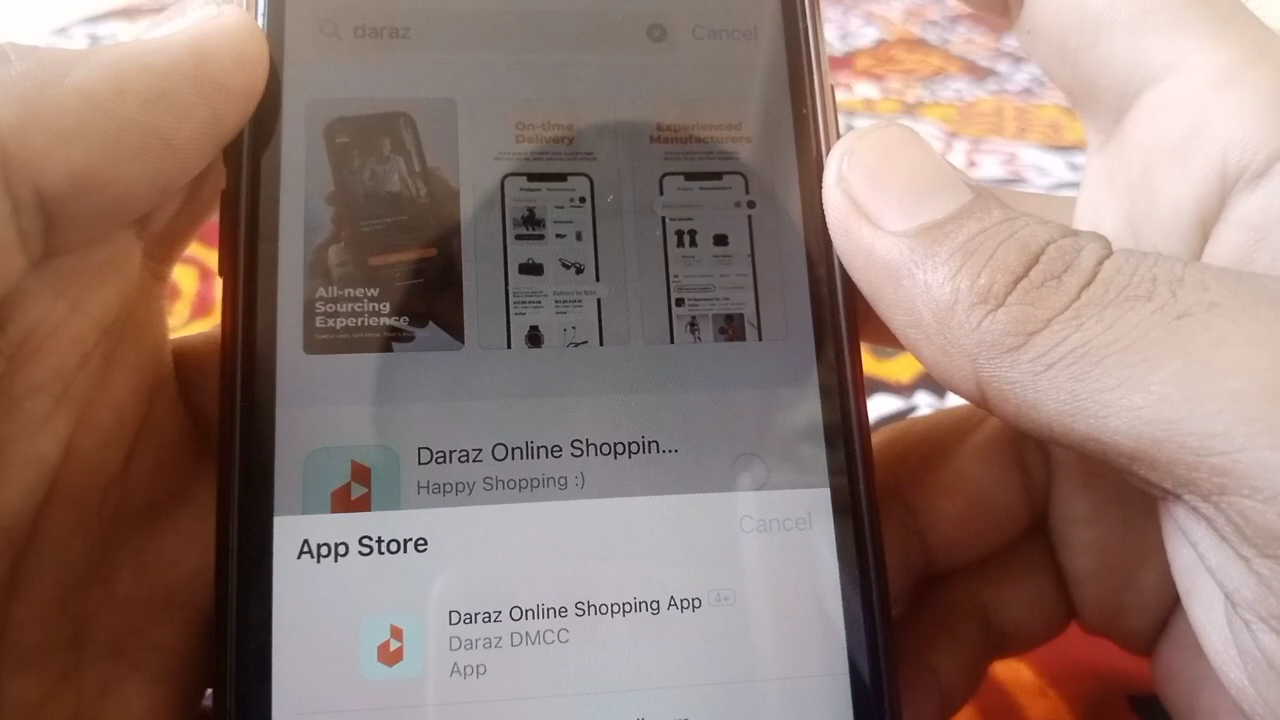 daraz
Cancel
On-time
Delivery
Experienced
Manufacturers
All-new
Sourcing
Experience
Daraz Online Shoppin...
Happy Shopping :)
App Store
Cancel
Daraz Online Shopping App 4+
Daraz DMCC
App